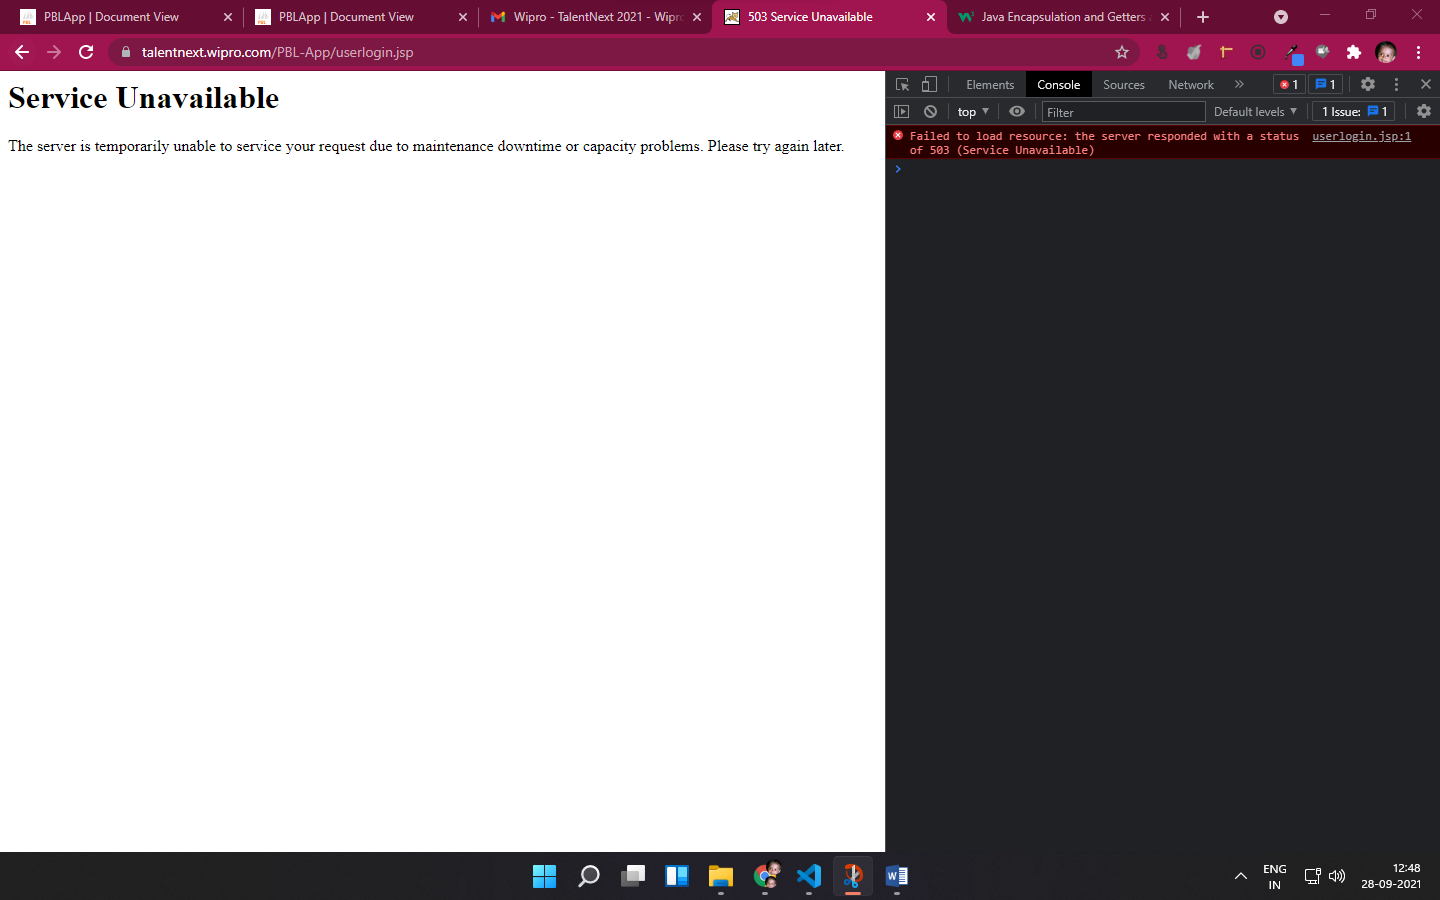 PBLApp | Document View
PBLApp | Document View
Wipro - TalentNext 2021 - Wipr
503 Service Unavailable
Java Encapsulation and Getters
talentnext.wipro.com/PBL-App/userlogin.jsp
Service Unavailable
The server is temporarily unable to service your request due to maintenance downtime or capacity problems. Please try again later.
Elements Console Sources Network » 1 1
top Filter Default levels 1 Issue: 1
Failed to load resource: the server responded with a status userlogin.jsp:1
of 503 (Service Unavailable)
ENG
IN
12:48
28-09-2021